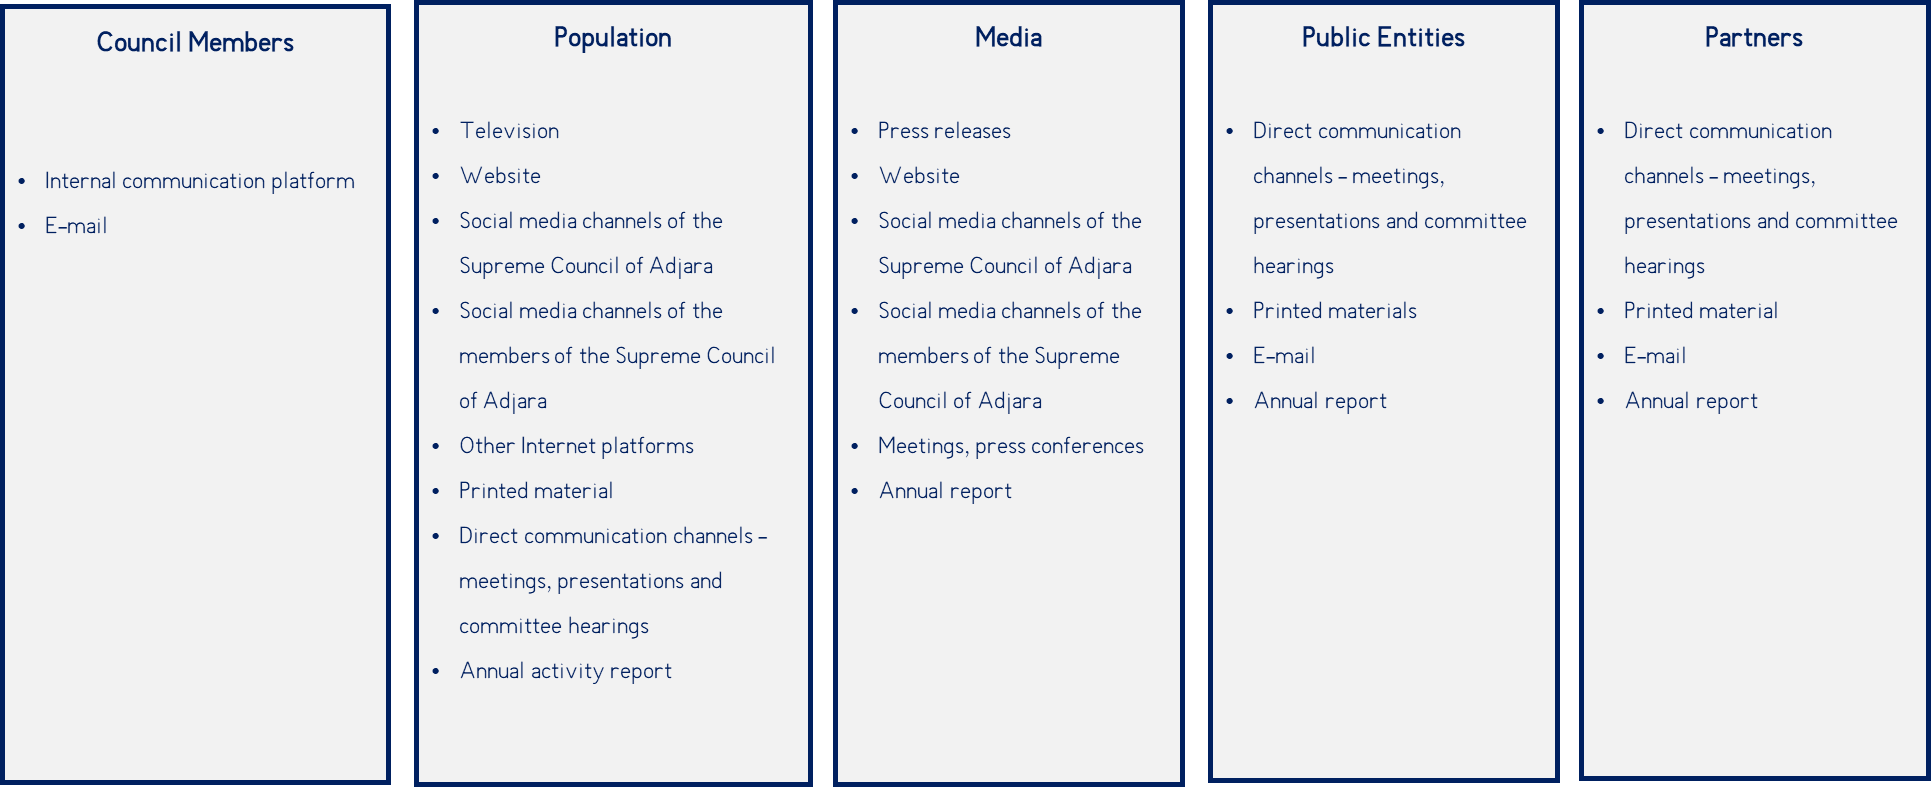 Council Members
• Internal communication platform
• E-mail
Population
• Television
• Website
• Social media channels of the
Supreme Council of Adjara
• Social media channels of the
members of the Supreme Council
of Adjara
• Other Internet platforms
• Printed material
• Direct communication channels -
meetings, presentations and
committee hearings
• Annual activity report
Media
• Press releases
• Website
• Social media channels of the
Supreme Council of Adjara
• Social media channels of the
members of the Supreme
Council of Adjara
• Meetings, press conferences
• Annual report
Public Entities
• Direct communication
channels - meetings,
presentations and committee
hearings
• Printed materials
• E-mail
• Annual report
Partners
• Direct communication
channels - meetings,
presentations and committee
hearings
• Printed material
• E-mail
• Annual report